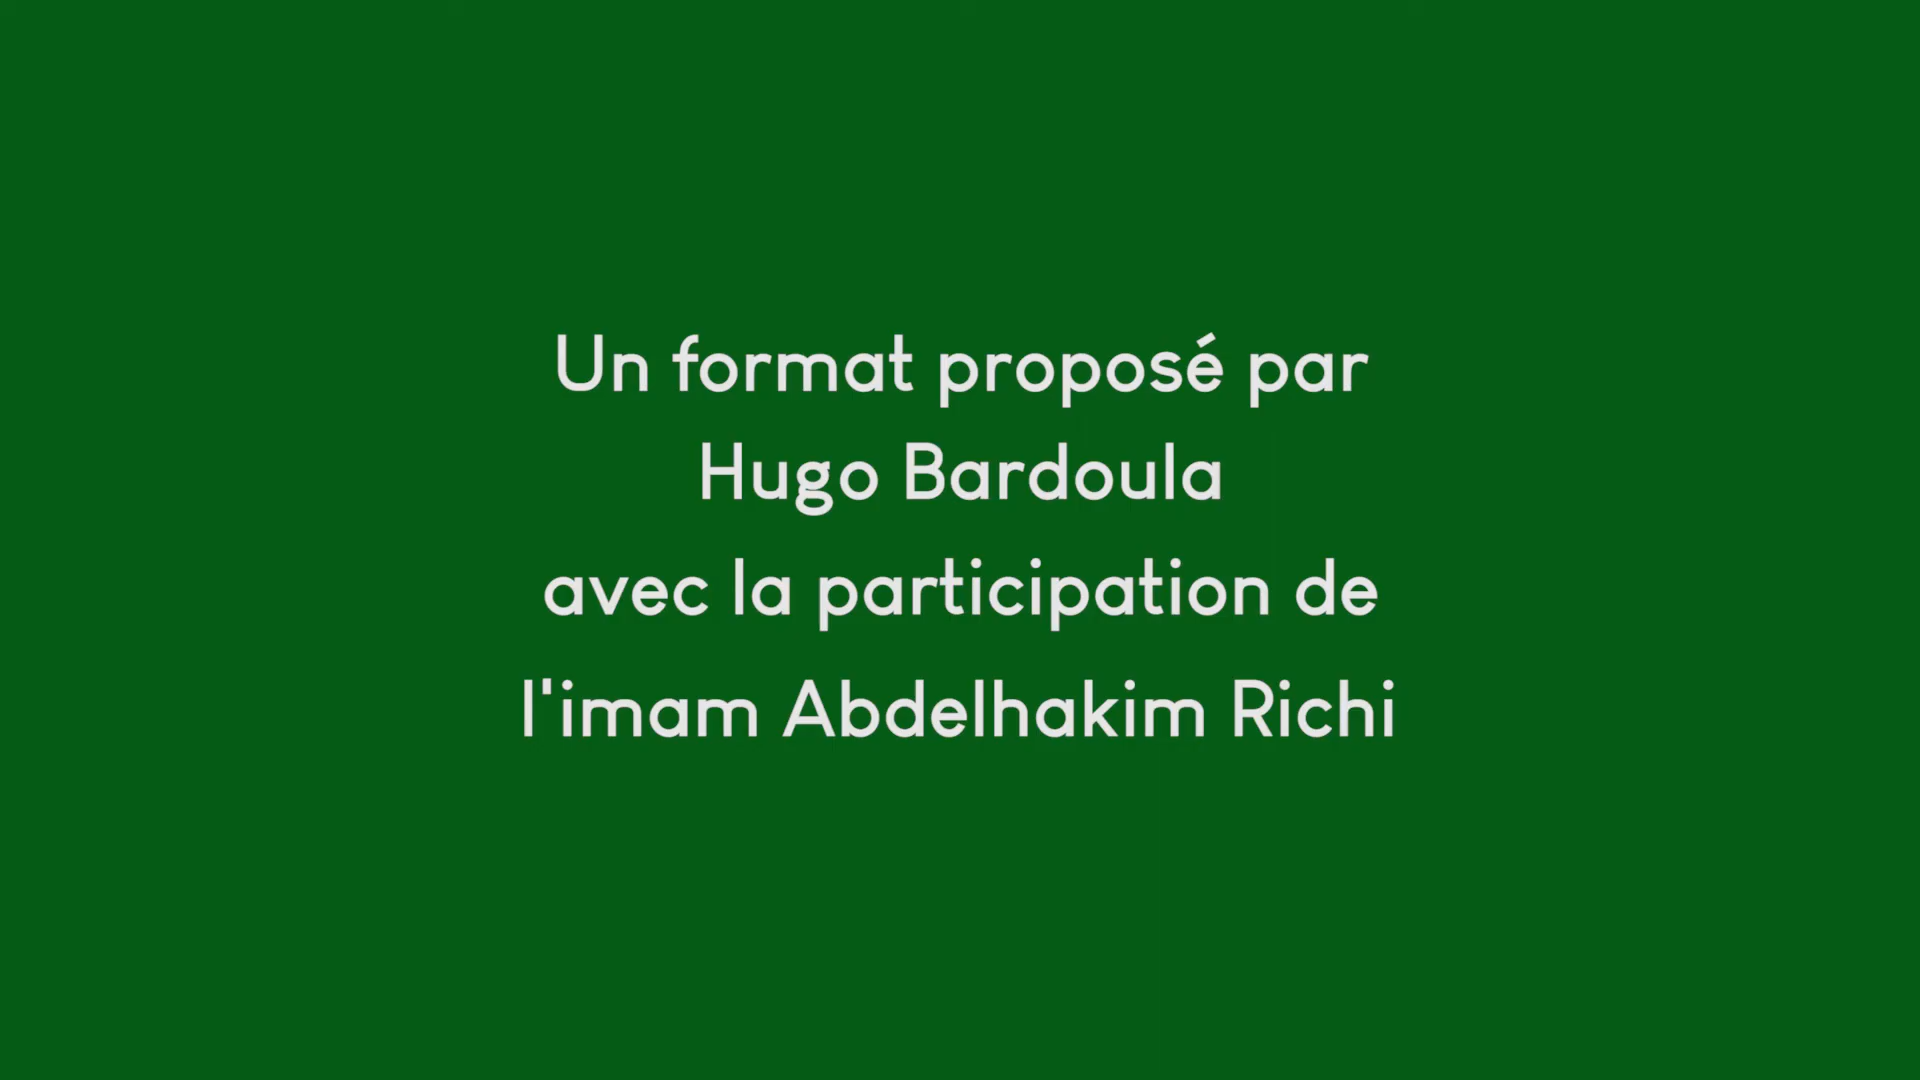 Un format proposé par
Hugo Bardoula
avec la participation de
l'imam Abdelhakim Richi